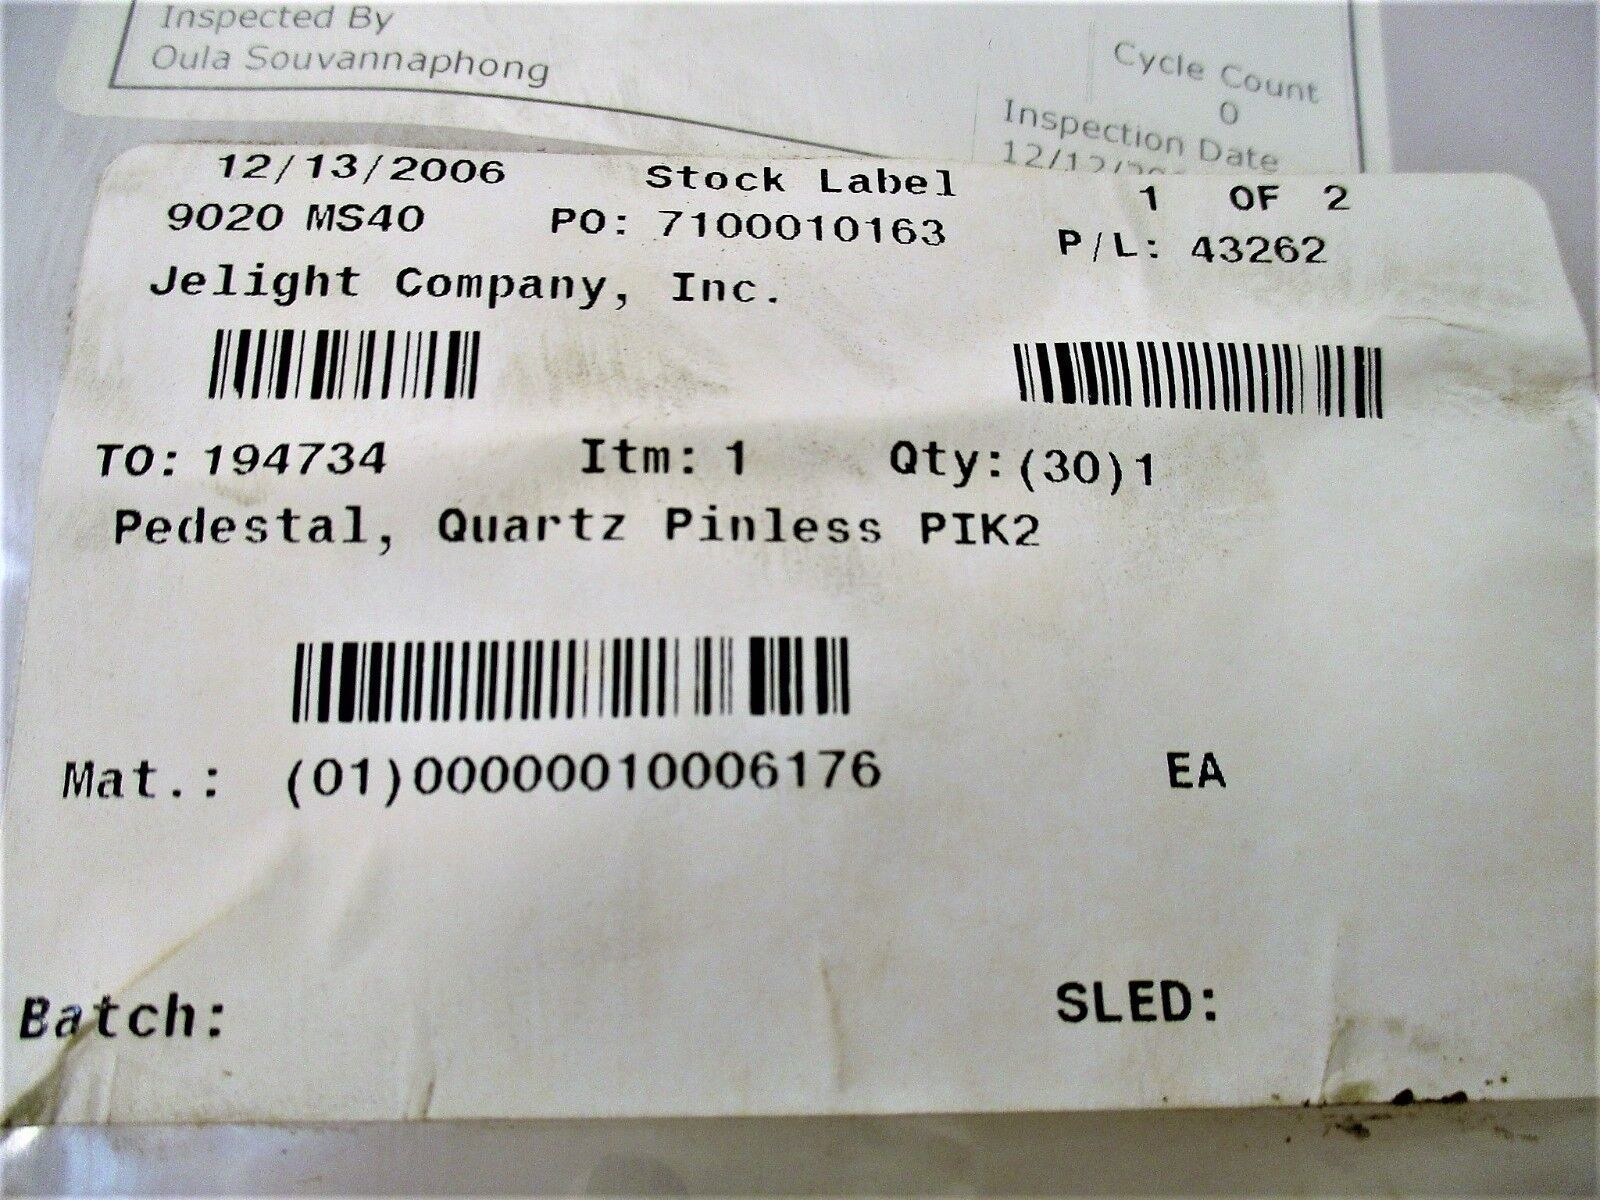 Inspected By
Oula Souvannaphong
Cycle Count
0
Inspection Date
12/12/
12/13/2006 Stock Label 1 OF 2
9020 MS40 PO: 7100010163 P/L: 43262
Jelight Company, Inc.
TO: 194734 Itm: 1 Qty:(30)1
Pedestal, Quartz Pinless PIK2
Mat.: (01)00000010006176 EA
Batch: SLED: